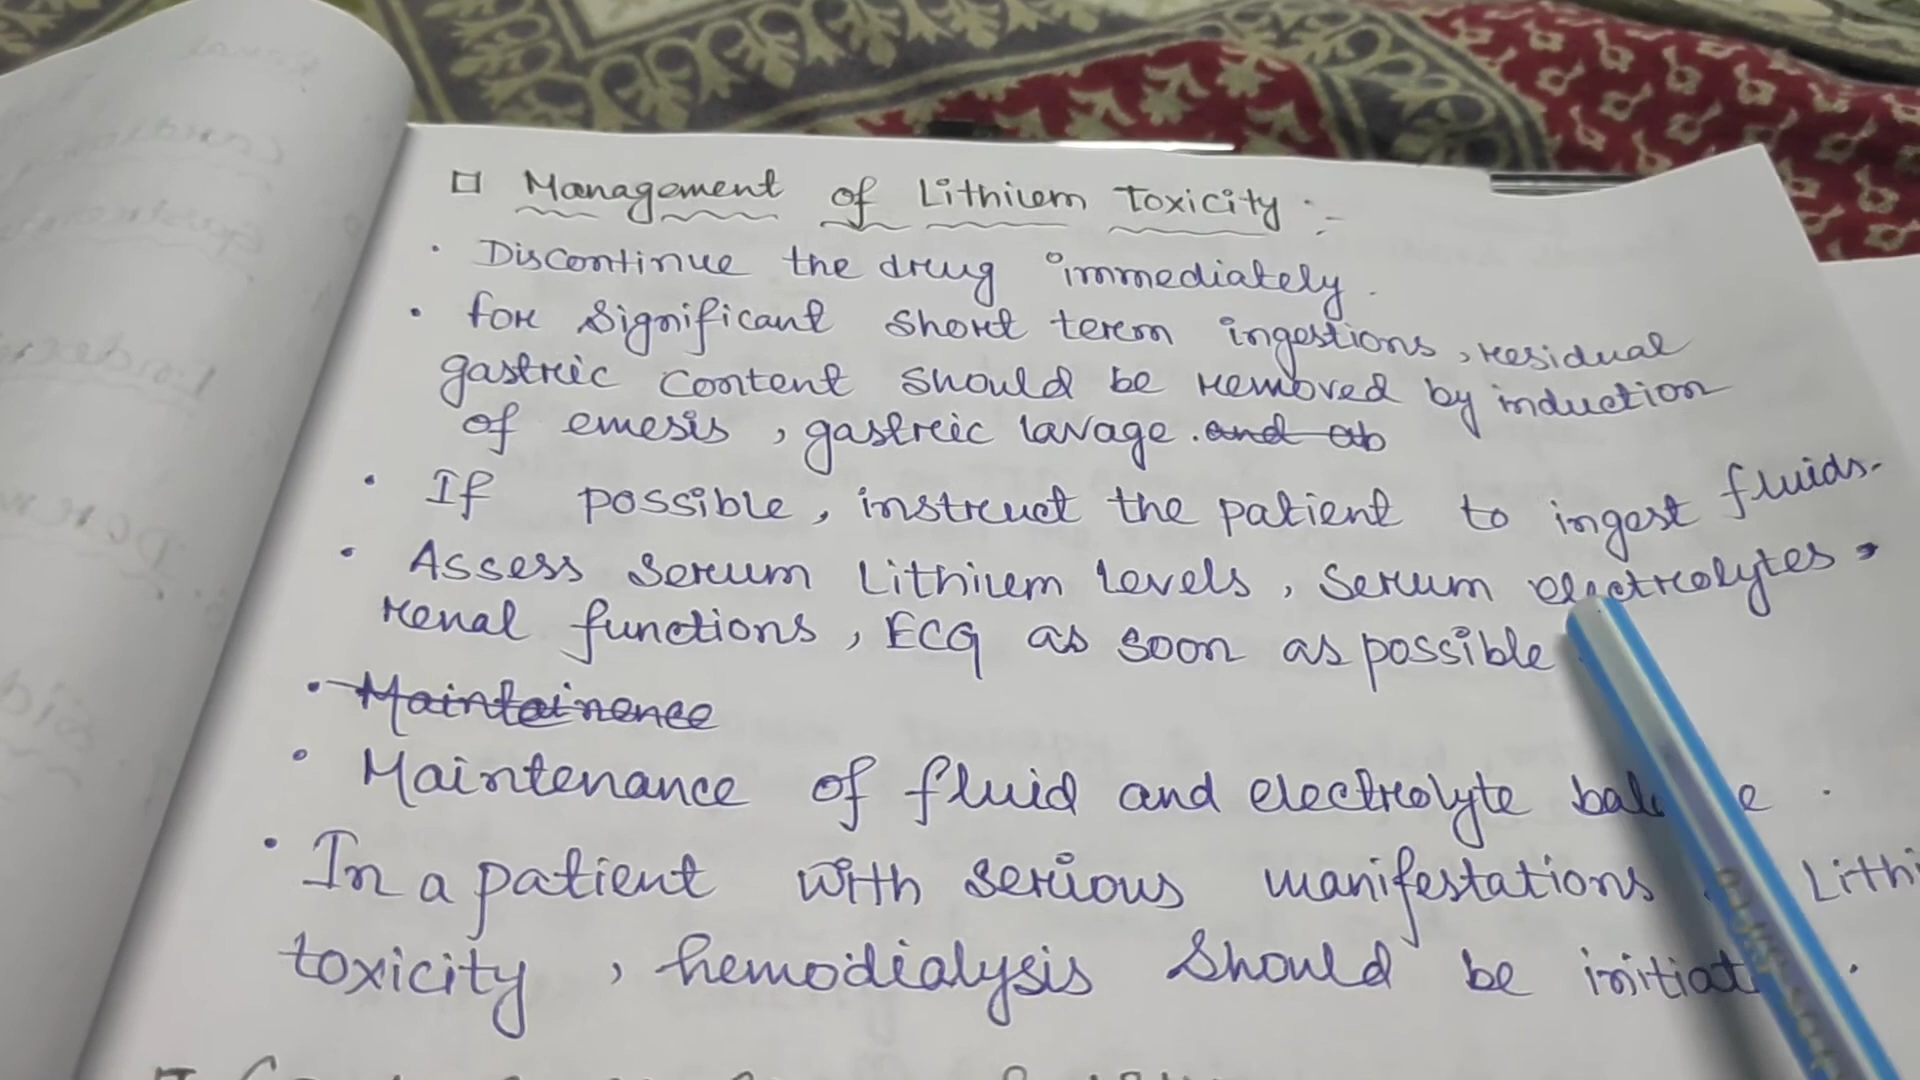 □ Management of Lithium Toxicity :-
• Discontinue the drug immediately.
• for significant short term ingestions, residual
gastric content should be removed by induction
of emesis, gastric lavage. and ab
• If possible, instruct the patient to ingest fluids.
• Assess serum Lithium levels, serum electrolytes,
renal functions, ECG as soon as possible
• Maintainence
• Maintenance of fluid and electrolyte
• In a patient with serious manifestations Lithi
toxicity, hemodialysis should be